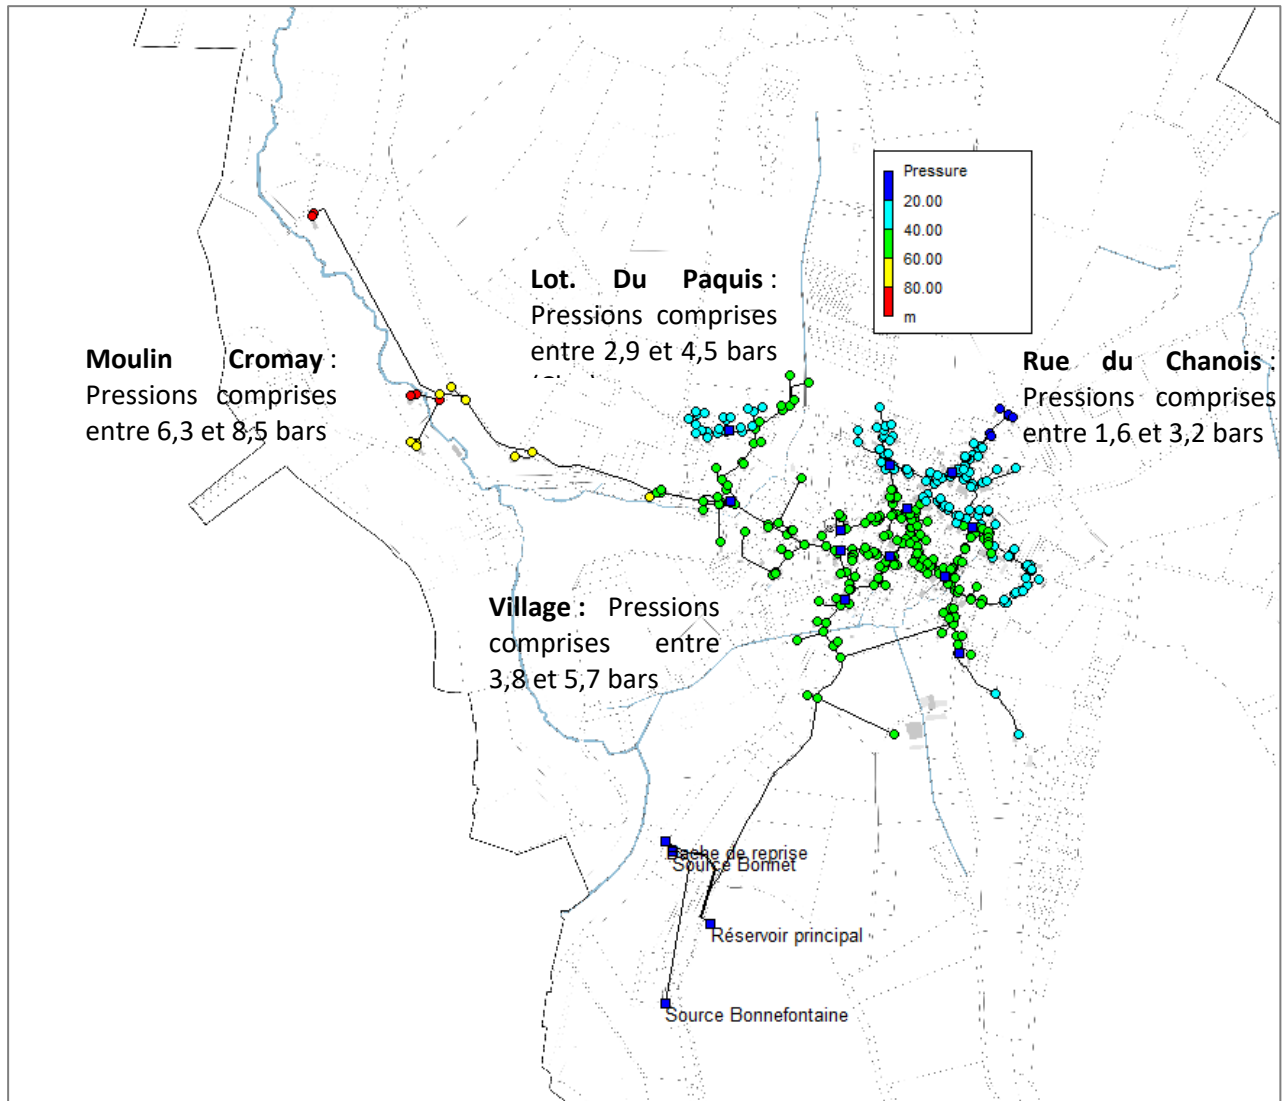 Pressure
20.00
40.00
60.00
80.00
m
Lot. Du Paquis :
Pressions comprises
entre 2,9 et 4,5 bars
Moulin Cromay :
Pressions comprises
entre 6,3 et 8,5 bars
Rue du Chanois :
Pressions comprises
entre 1,6 et 3,2 bars
Village : Pressions
comprises entre
3,8 et 5,7 bars
Bache de reprise
Source Bonnet
Réservoir principal
Source Bonnefontaine